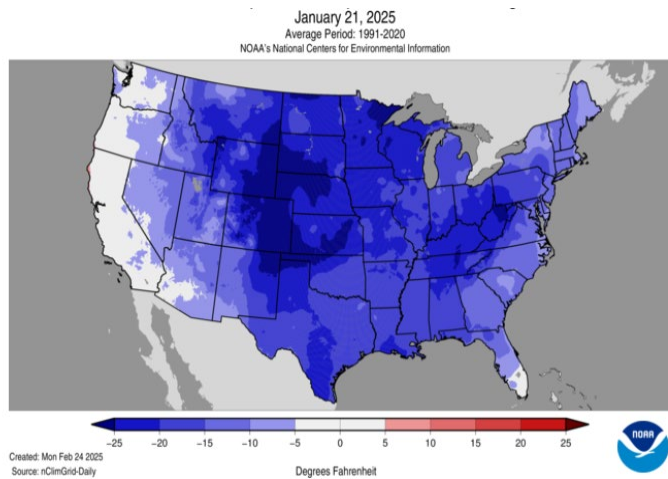 January 21, 2025
Average Period: 1991-2020
NOAA's National Centers for Environmental Information
−25 −20 −15 −10 −5 0 5 10 15 20 25
NOAA
Created: Mon Feb 24 2025
Source: nClimGrid-Daily
Degrees Fahrenheit